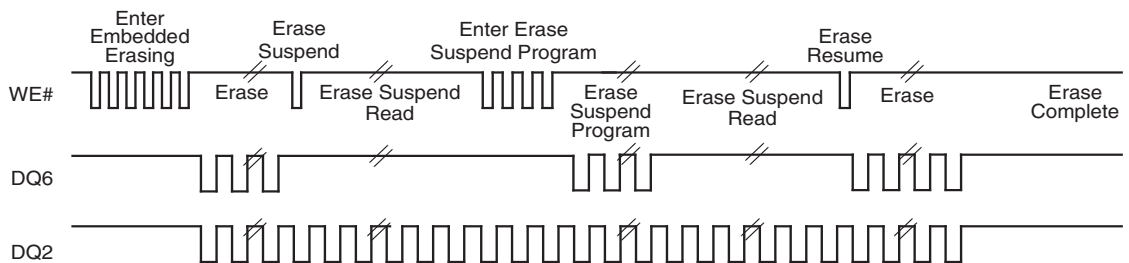 Enter
Embedded
Erasing
Erase
Suspend
Enter Erase
Suspend Program
Erase
Resume
WE#
Erase
Erase Suspend
Read
Erase
Suspend
Program
Erase Suspend
Read
Erase
Erase
Complete
DQ6
DQ2